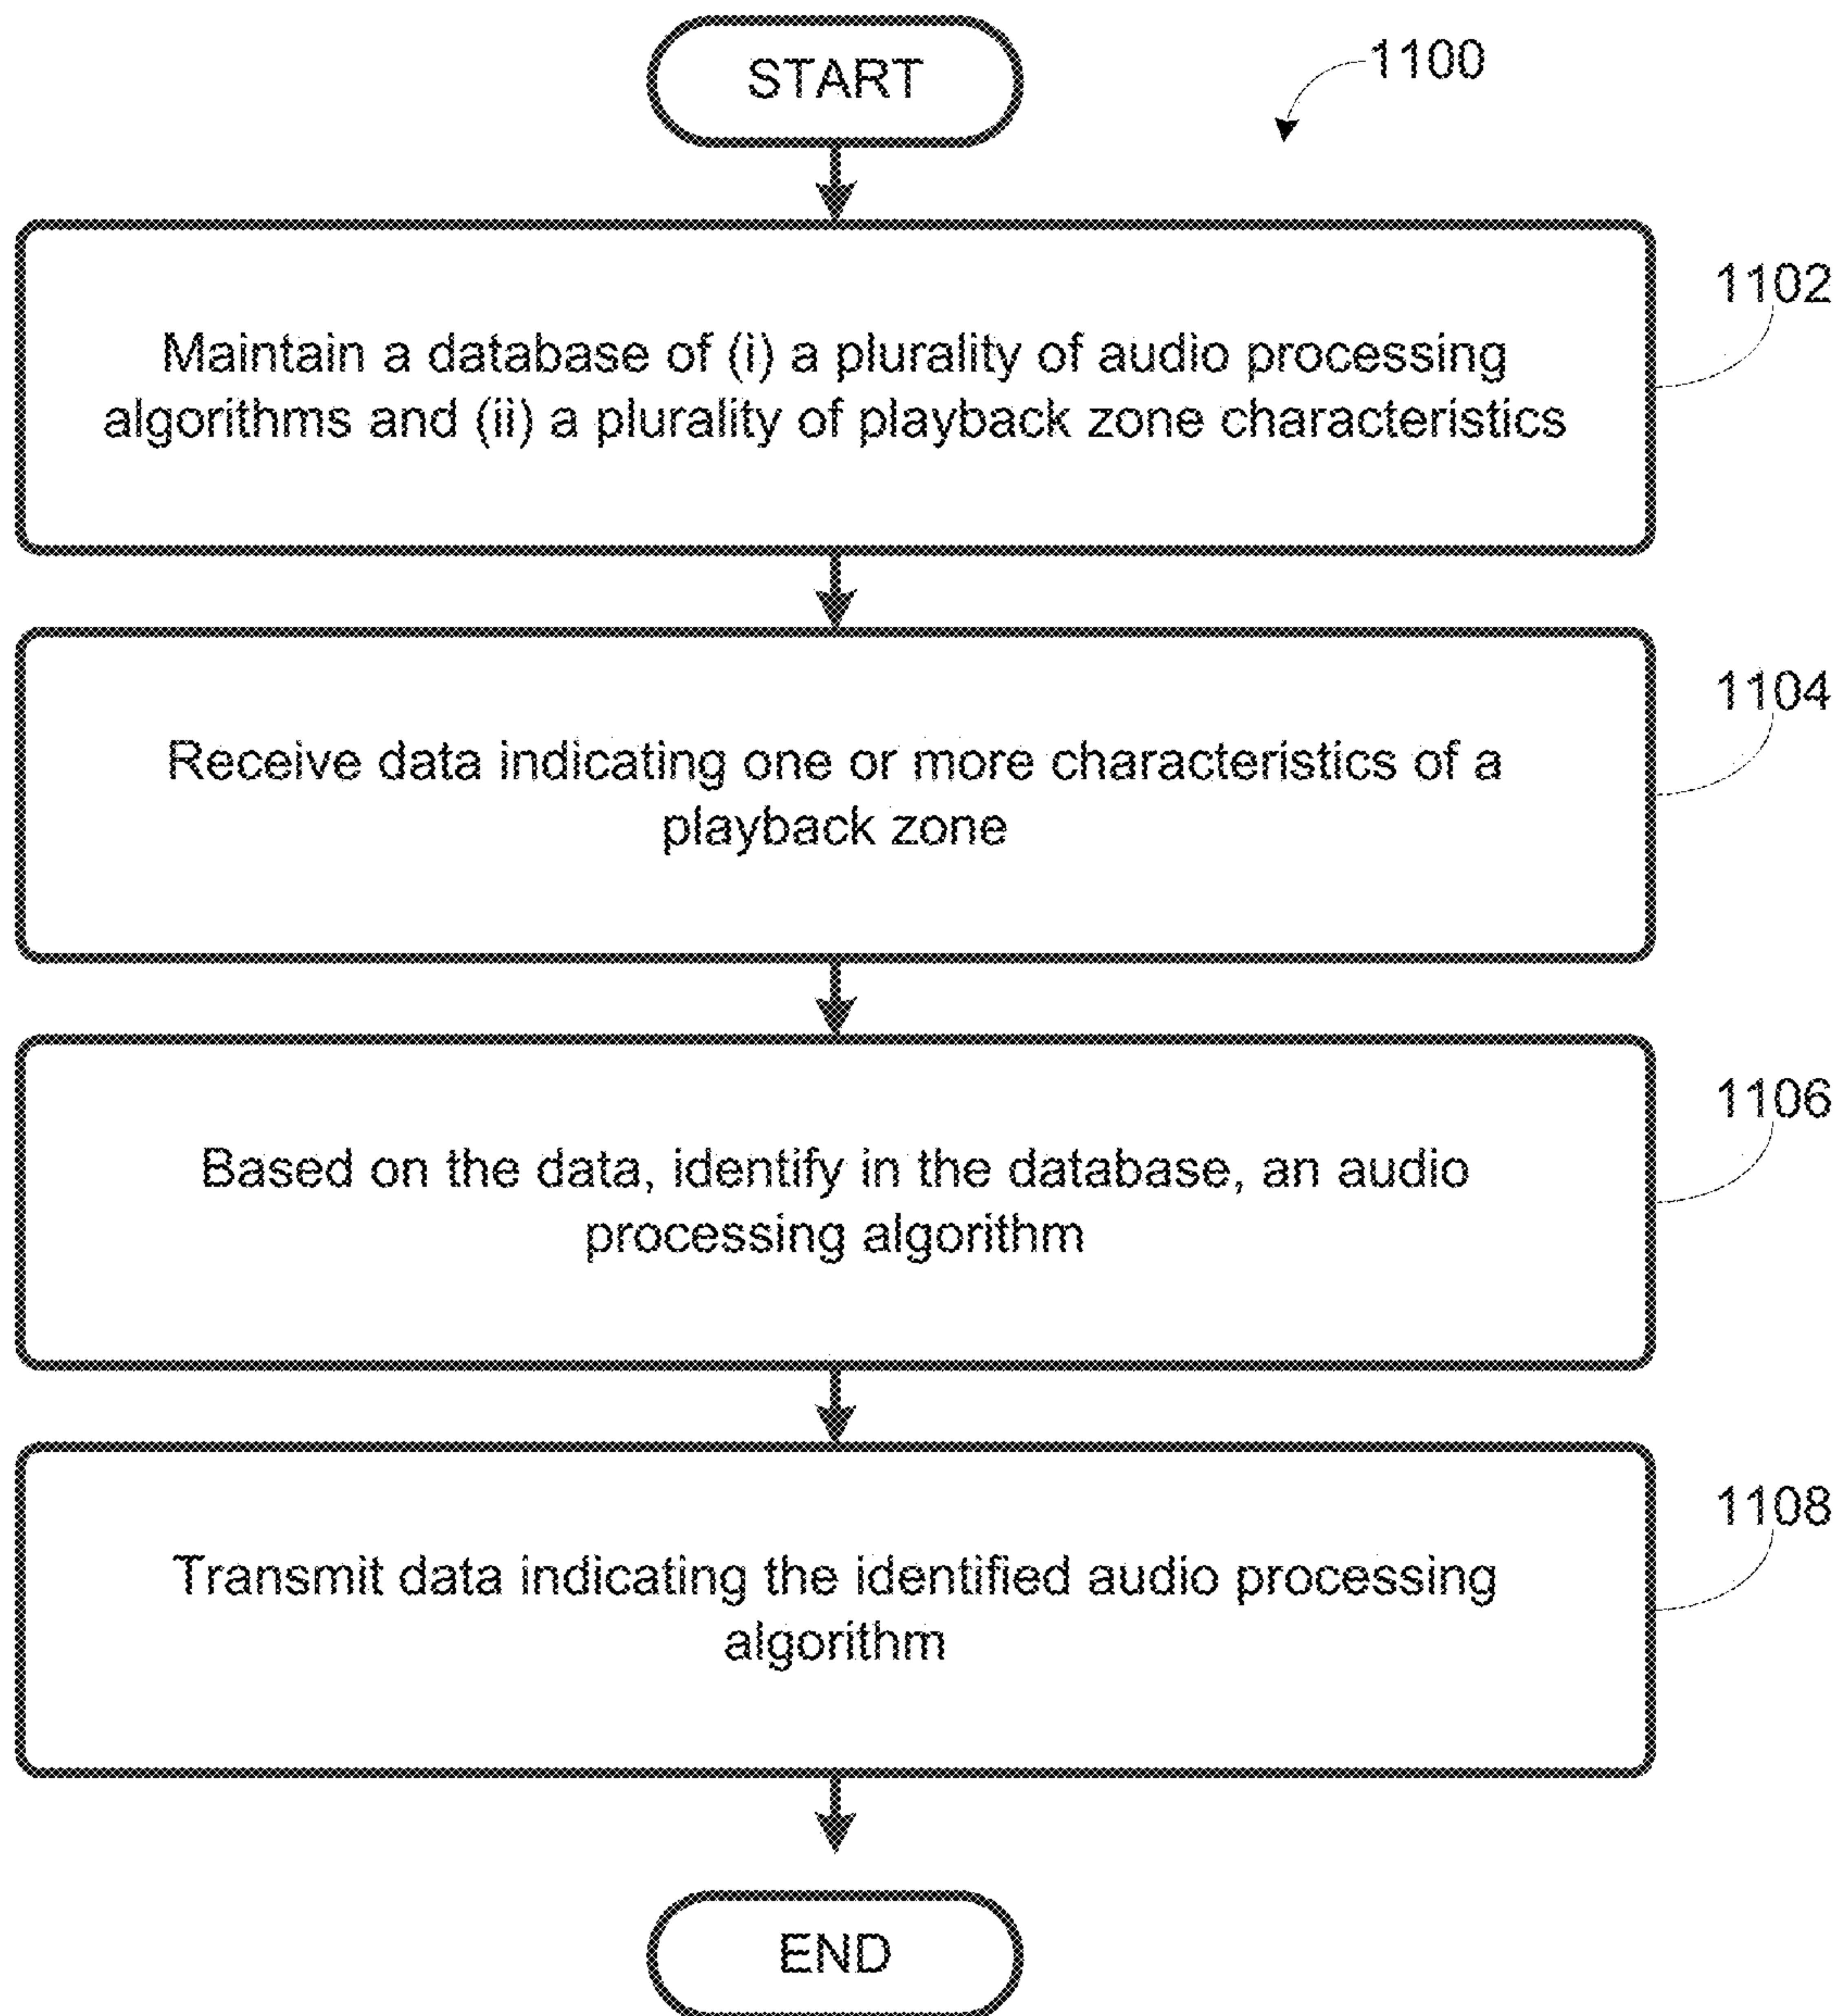 START
1100
1102
Maintain a database of (i) a plurality of audio processing
algorithms and (ii) a plurality of playback zone characteristics
1104
Receive data indicating one or more characteristics of a
playback zone
1106
Based on the data, identify in the database, an audio
processing algorithm
1108
Transmit data indicating the identified audio processing
algorithm
END